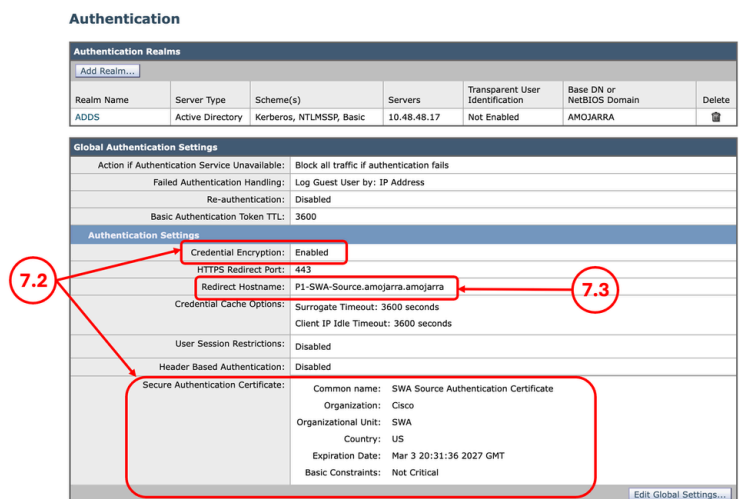 Authentication
Authentication Realms
Add Realm...
Realm Name Server Type Scheme(s) Servers Transparent User Identification Base DN or NetBIOS Domain Delete
ADDS Active Directory Kerberos, NTLMSSP, Basic 10.48.48.17 Not Enabled AMOJARRA
Global Authentication Settings
Action if Authentication Service Unavailable: Block all traffic if authentication fails
Failed Authentication Handling: Log Guest User by: IP Address
Re-authentication: Disabled
Basic Authentication Token TTL: 3600
Authentication Settings
Credential Encryption: Enabled
HTTPS Redirect Port: 443
7.2
Redirect Hostname: P1-SWA-Source.amojarra.amojarra
7.3
Credential Cache Options: Surrogate Timeout: 3600 seconds
Client IP Idle Timeout: 3600 seconds
User Session Restrictions: Disabled
Header Based Authentication: Disabled
Secure Authentication Certificate: Common name: SWA Source Authentication Certificate
Organization: Cisco
Organizational Unit: SWA
Country: US
Expiration Date: Mar 3 20:31:36 2027 GMT
Basic Constraints: Not Critical
Edit Global Settings...